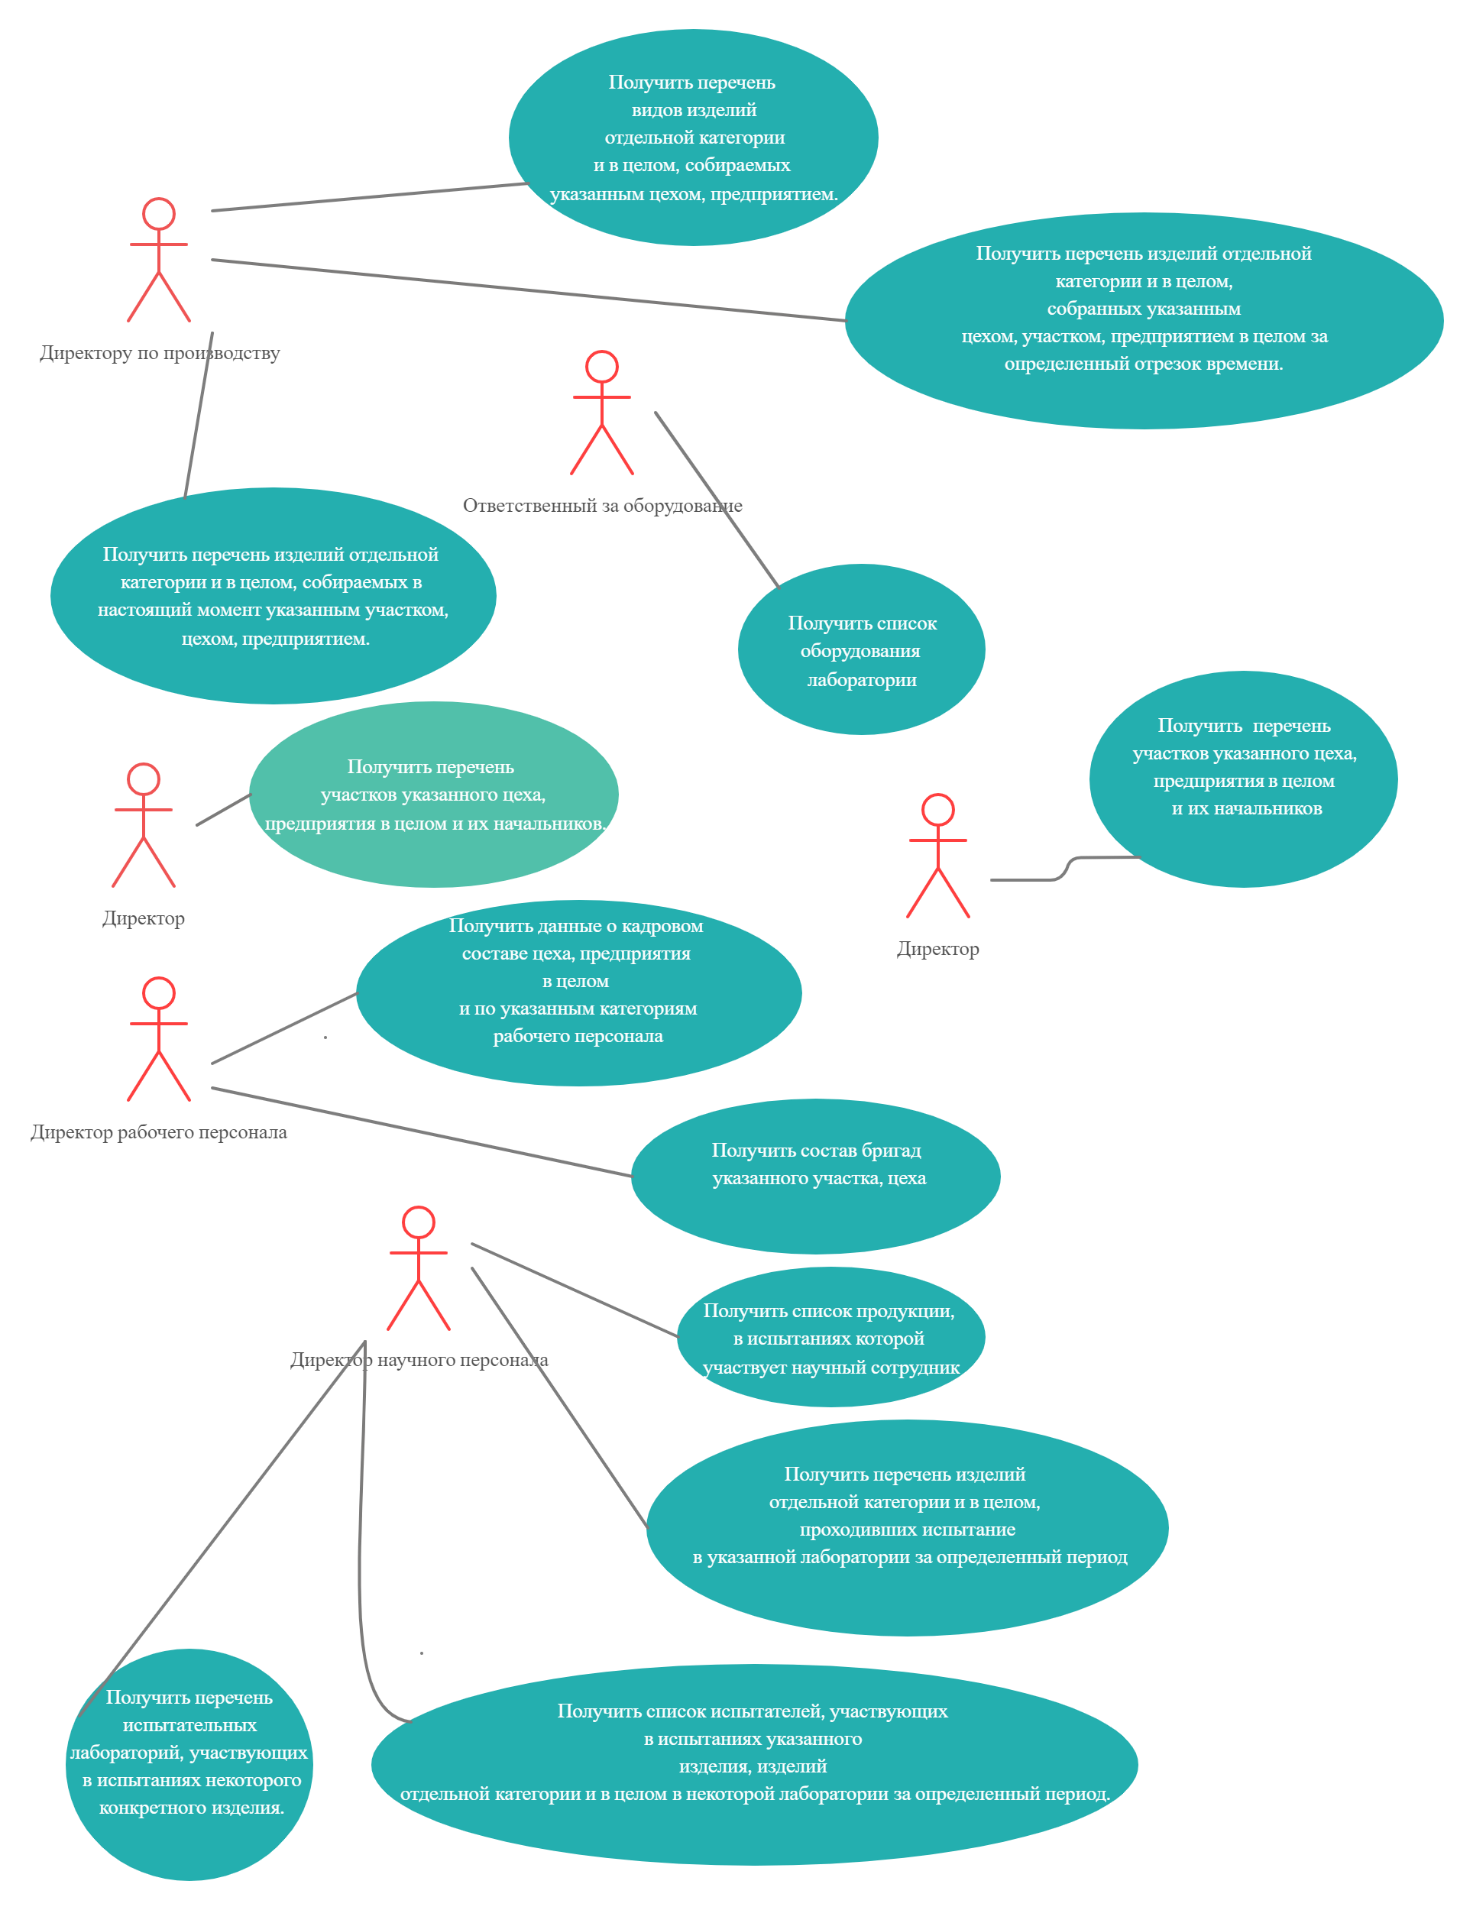 Получить перечень
видов изделий
отдельной категории
и в целом, собираемых
указанным цехом, предприятием.
Получить перечень изделий отдельной
категории и в целом,
собранных указанным
цехом, участком, предприятием в целом за
определенный отрезок времени.
Директору по производству
Ответственный за оборудование
Получить перечень изделий отдельной
категории и в целом, собираемых в
настоящий момент указанным участком,
цехом, предприятием.
Получить список
оборудования
лаборатории
Получить перечень
участков указанного цеха,
предприятия в целом
и их начальников
Получить перечень
участков указанного цеха,
предприятия в целом и их начальников.
Директор
Директор
Получить данные о кадровом
составе цеха, предприятия
в целом
и по указанным категориям
рабочего персонала
Директор рабочего персонала
Получить состав бригад
указанного участка, цеха
Получить список продукции,
в испытаниях которой
участвует научный сотрудник
Директор научного персонала
Получить перечень изделий
отдельной категории и в целом,
проходивших испытание
в указанной лаборатории за определенный период
Получить перечень
испытательных
лабораторий, участвующих
в испытаниях некоторого
конкретного изделия.
Получить список испытателей, участвующих
в испытаниях указанного
изделия, изделий
отдельной категории и в целом в некоторой лаборатории за определенный период.